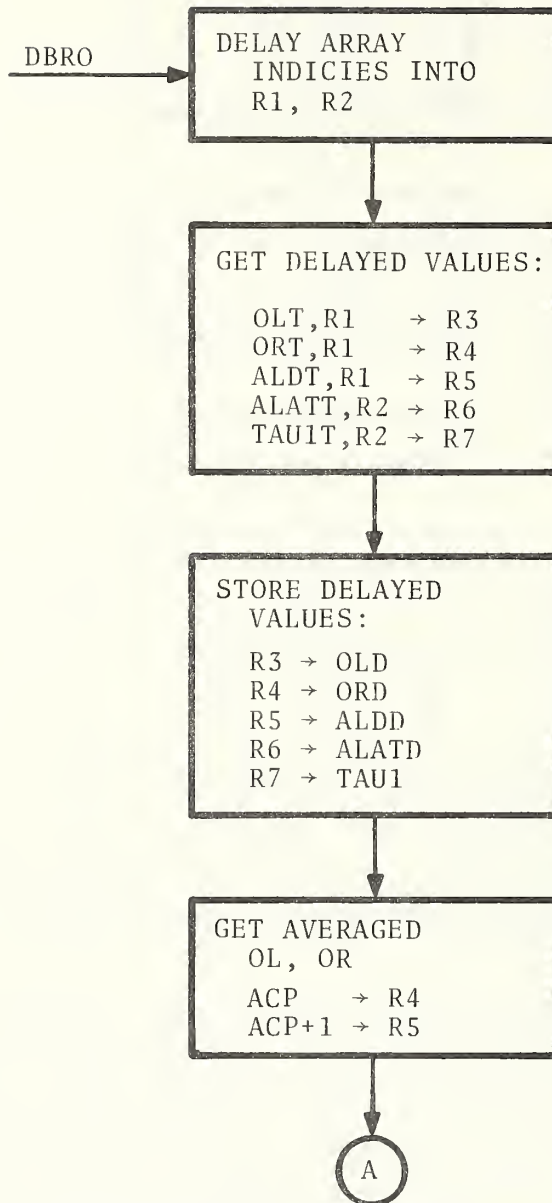 DBRO
DELAY ARRAY
INDICIES INTO
R1, R2
GET DELAYED VALUES:
OLT,R1 → R3
ORT,R1 → R4
ALDT,R1 → R5
ALATT,R2 → R6
TAU1T,R2 → R7
STORE DELAYED
VALUES:
R3 → OLD
R4 → ORD
R5 → ALDD
R6 → ALATD
R7 → TAU1
GET AVERAGED
OL, OR
ACP → R4
ACP+1 → R5
A